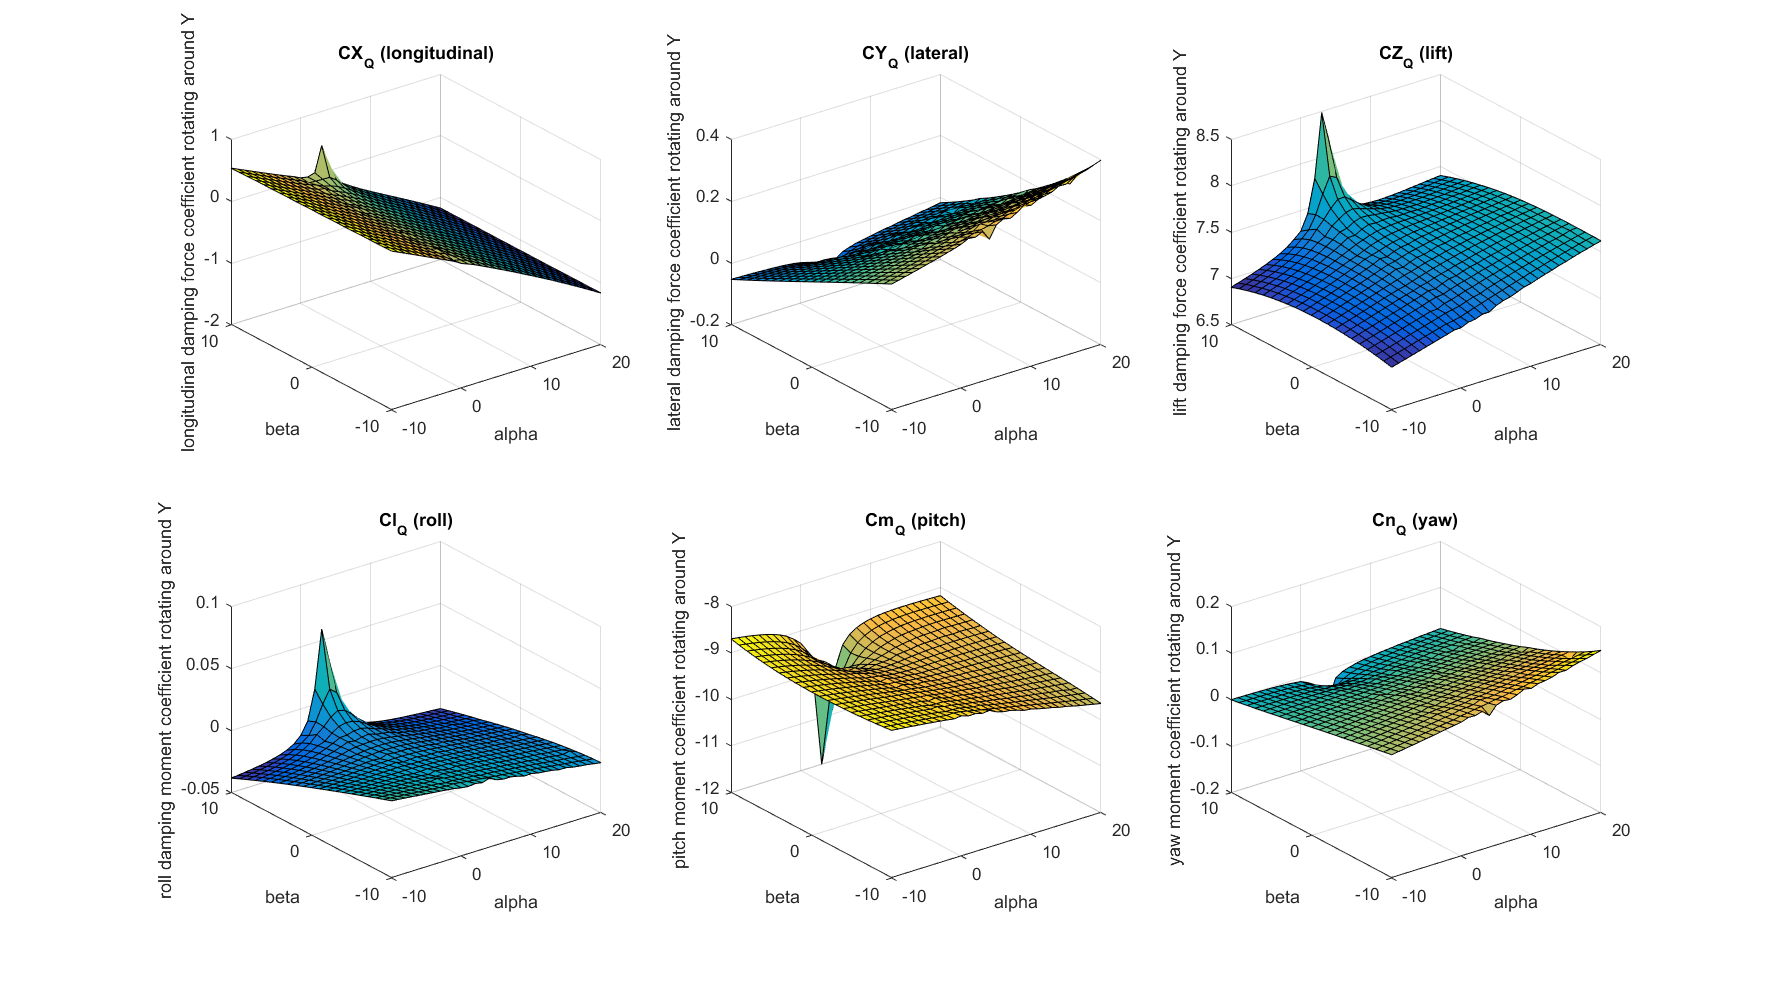 CX_Q (longitudinal)
longitudinal damping force coefficient rotating around Y
1
0
-1
-2
10
0
-10
beta
-10
0
10
20
alpha
CY_Q (lateral)
lateral damping force coefficient rotating around Y
0.4
0.2
0
-0.2
10
0
-10
beta
-10
0
10
20
alpha
CZ_Q (lift)
lift damping force coefficient rotating around Y
8.5
8
7.5
7
6.5
10
0
-10
beta
-10
0
10
20
alpha
Cl_Q (roll)
roll damping moment coefficient rotating around Y
0.1
0.05
0
-0.05
10
0
-10
beta
-10
0
10
20
alpha
Cm_Q (pitch)
pitch moment coefficient rotating around Y
-8
-9
-10
-11
-12
10
0
-10
beta
-10
0
10
20
alpha
Cn_Q (yaw)
yaw moment coefficient rotating around Y
0.2
0.1
0
-0.1
-0.2
10
0
-10
beta
-10
0
10
20
alpha